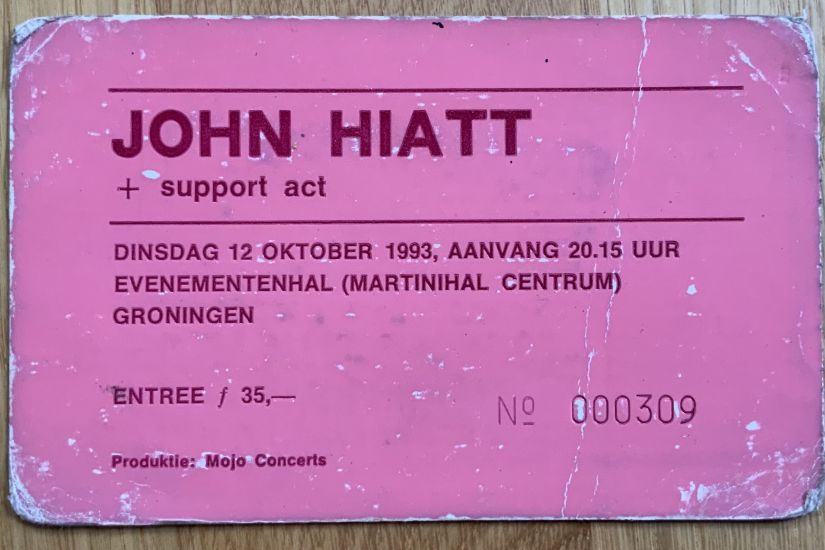 JOHN HIATT
+ support act
DINSDAG 12 OKTOBER 1993, AANVANG 20.15 UUR
EVENEMENTENHAL (MARTINIHAL CENTRUM)
GRONINGEN
ENTREE ƒ 35,—
Nº 000309
Produktie: Mojo Concerts